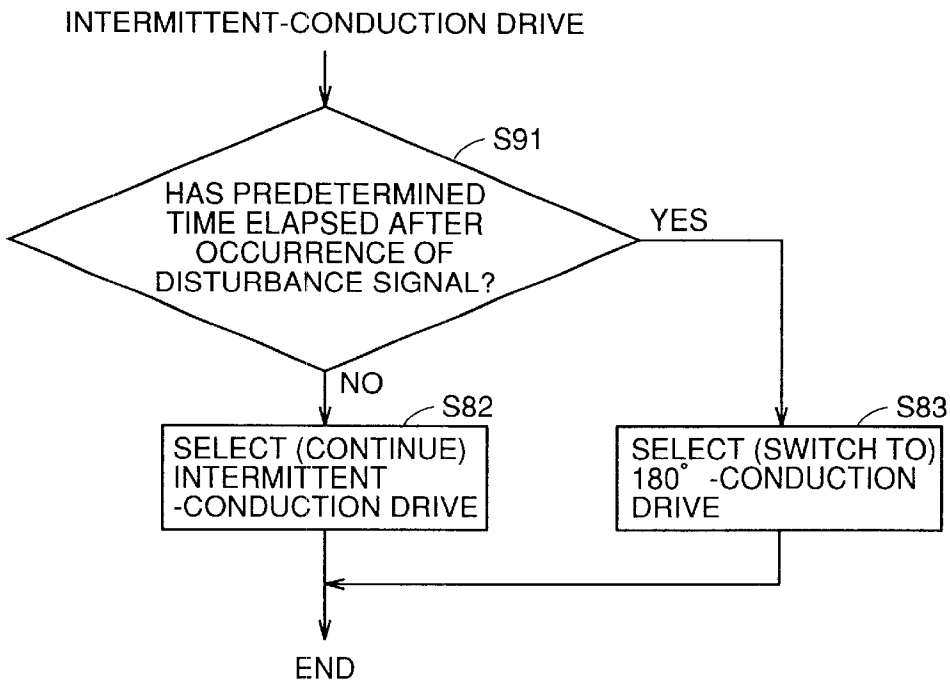 INTERMITTENT-CONDUCTION DRIVE
S91
HAS PREDETERMINED
TIME ELAPSED AFTER
OCCURRENCE OF
DISTURBANCE SIGNAL?
YES
NO
S82
SELECT (CONTINUE)
INTERMITTENT
-CONDUCTION DRIVE
S83
SELECT (SWITCH TO)
180° -CONDUCTION
DRIVE
END